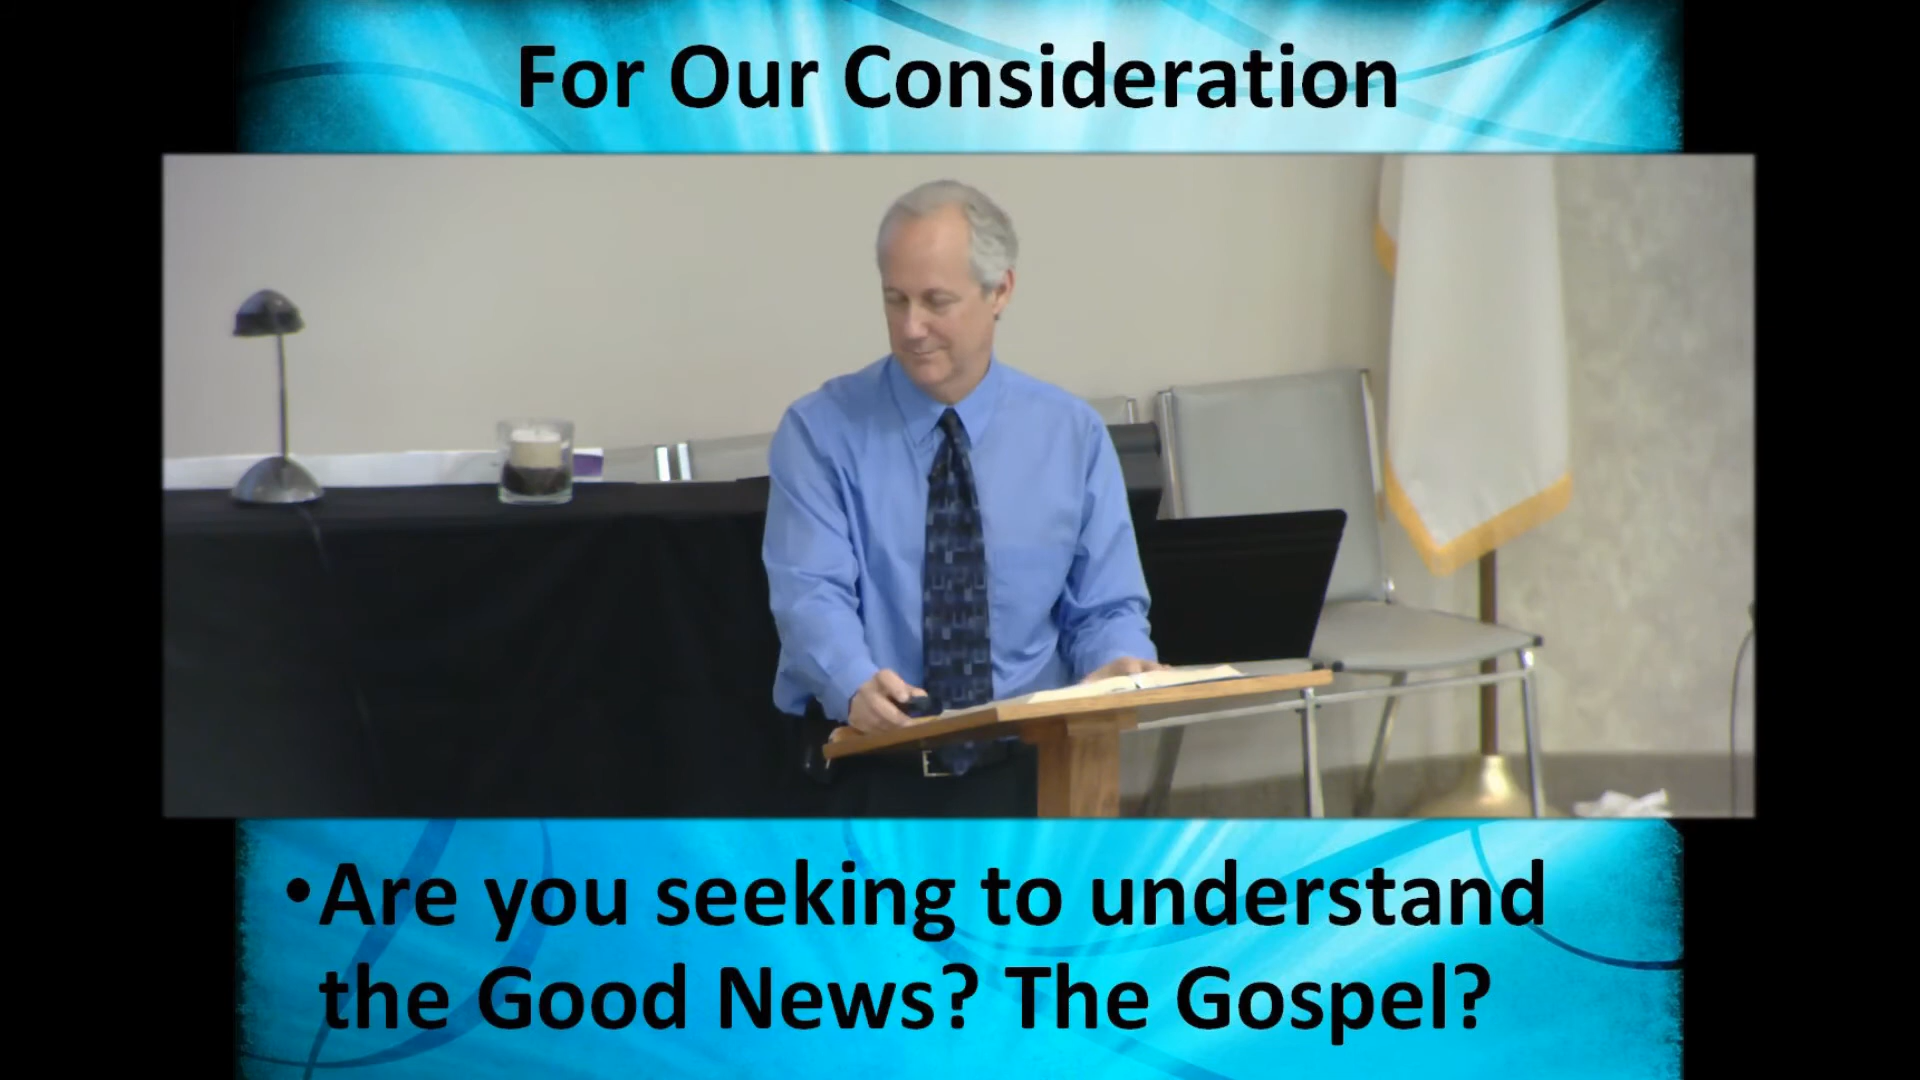 For Our Consideration
•Are you seeking to understand
the Good News? The Gospel?